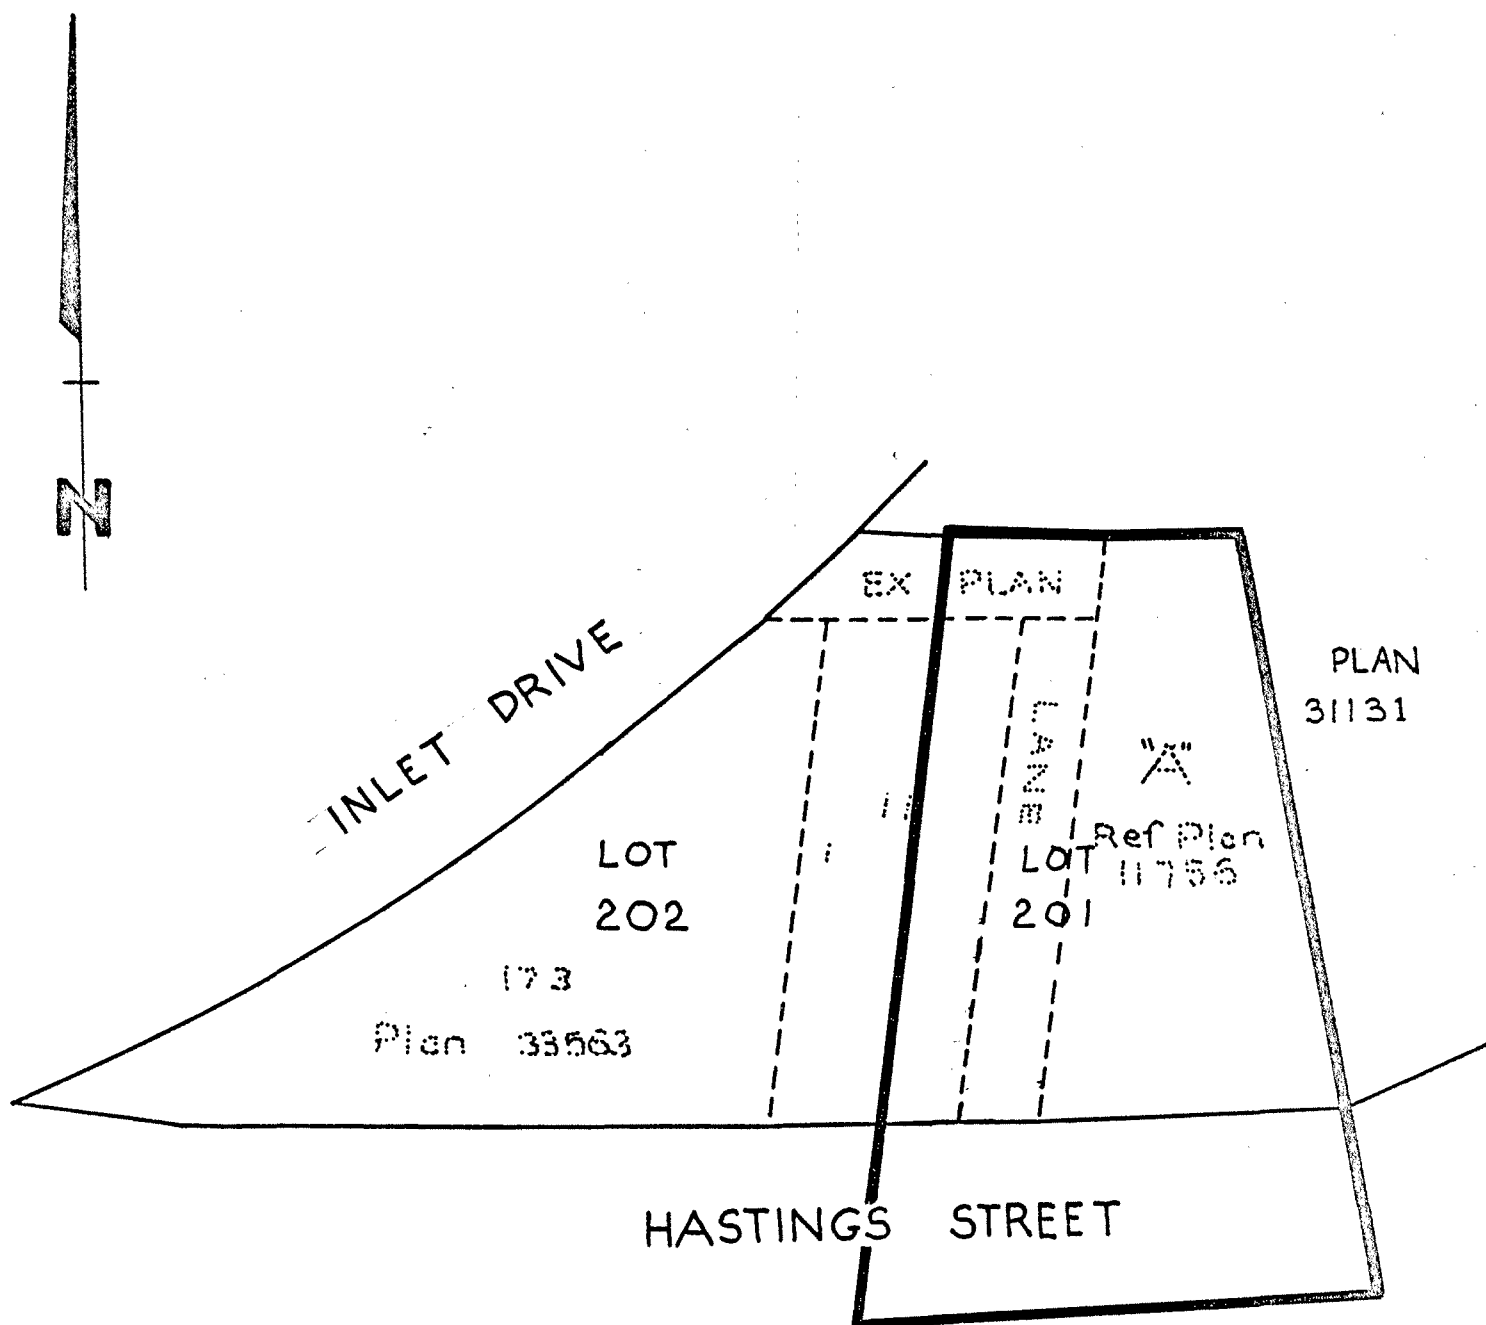 N
EX PLAN
PLAN
31131
INLET DRIVE
LANE
"A"
Ref Plan
11756
LOT
202
LOT
201
173
Plan 33563
HASTINGS STREET